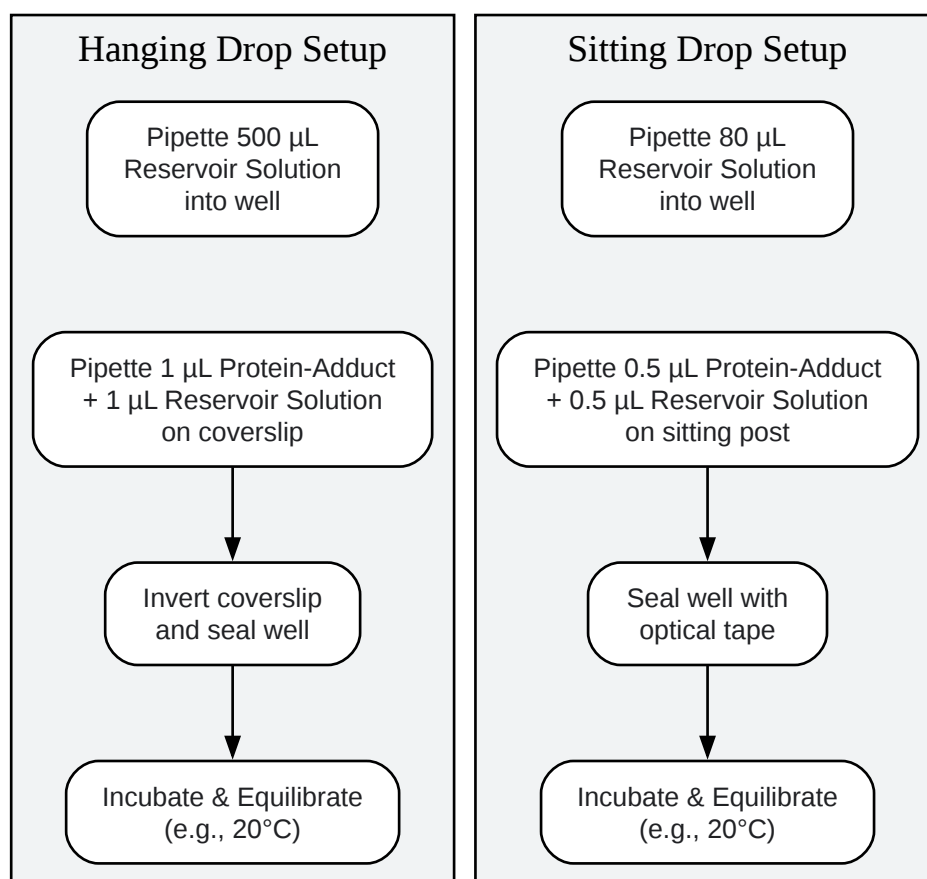 Hanging Drop Setup
Pipette 500 µL
Reservoir Solution
into well
Pipette 1 µL Protein-Adduct
+ 1 µL Reservoir Solution
on coverslip
Invert coverslip
and seal well
Incubate & Equilibrate
(e.g., 20°C)
Sitting Drop Setup
Pipette 80 µL
Reservoir Solution
into well
Pipette 0.5 µL Protein-Adduct
+ 0.5 µL Reservoir Solution
on sitting post
Seal well with
optical tape
Incubate & Equilibrate
(e.g., 20°C)